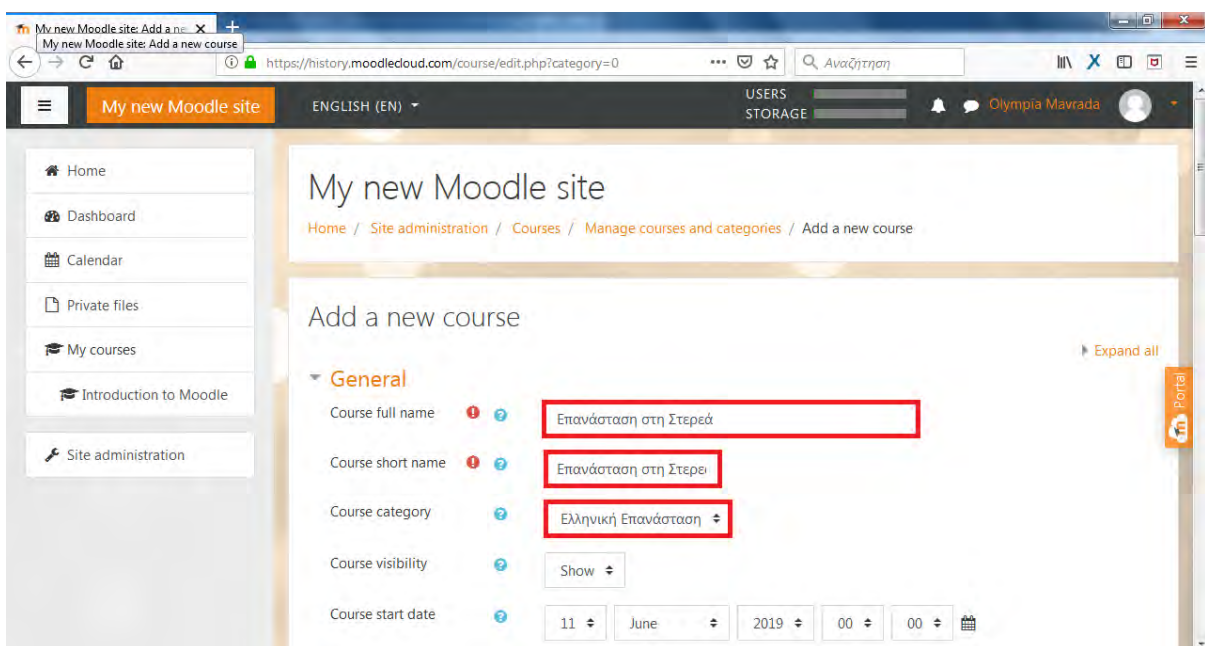 My new Moodle site: Add a ne
My new Moodle site: Add a new course
https://history.moodlecloud.com/course/edit.php?category=0
Αναζήτηση
My new Moodle site
ENGLISH (EN)
USERS
STORAGE
Olympia Mavrada
Home
Dashboard
Calendar
Private files
My courses
Introduction to Moodle
Site administration
My new Moodle site
Home / Site administration / Courses / Manage courses and categories / Add a new course
Add a new course
Expand all
General
Course full name
Επανάσταση στη Στερεά
Course short name
Επανάσταση στη Στερε
Course category
Ελληνική Επανάσταση
Course visibility
Show
Course start date
11 June 2019 00 00
Portal